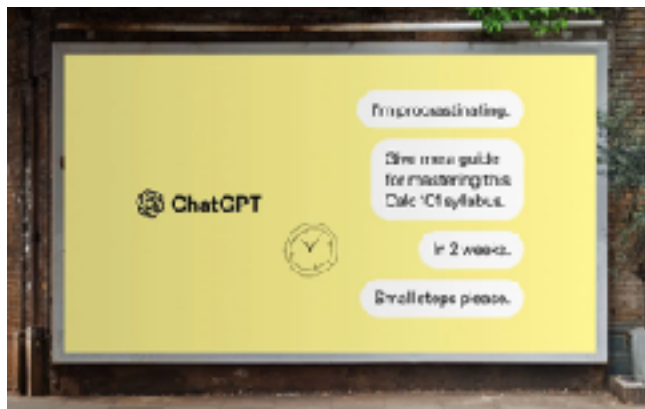 ChatGPT
I'm procrastinating.
Give me a guide
for mastering this
Calc 101 syllabus.
In 2 weeks.
Small steps please.